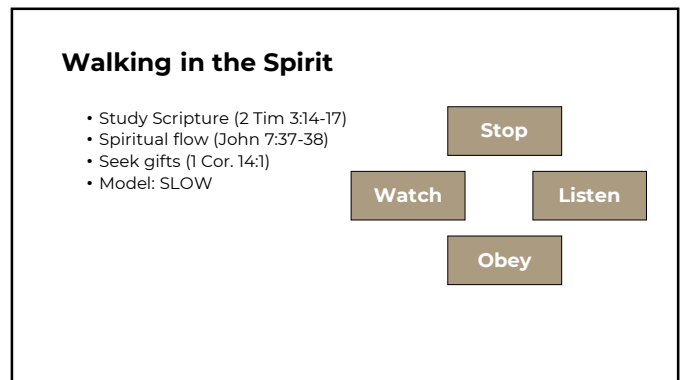 Walking in the Spirit
• Study Scripture (2 Tim 3:14-17)
• Spiritual flow (John 7:37-38)
• Seek gifts (1 Cor. 14:1)
• Model: SLOW
Stop
Watch
Listen
Obey